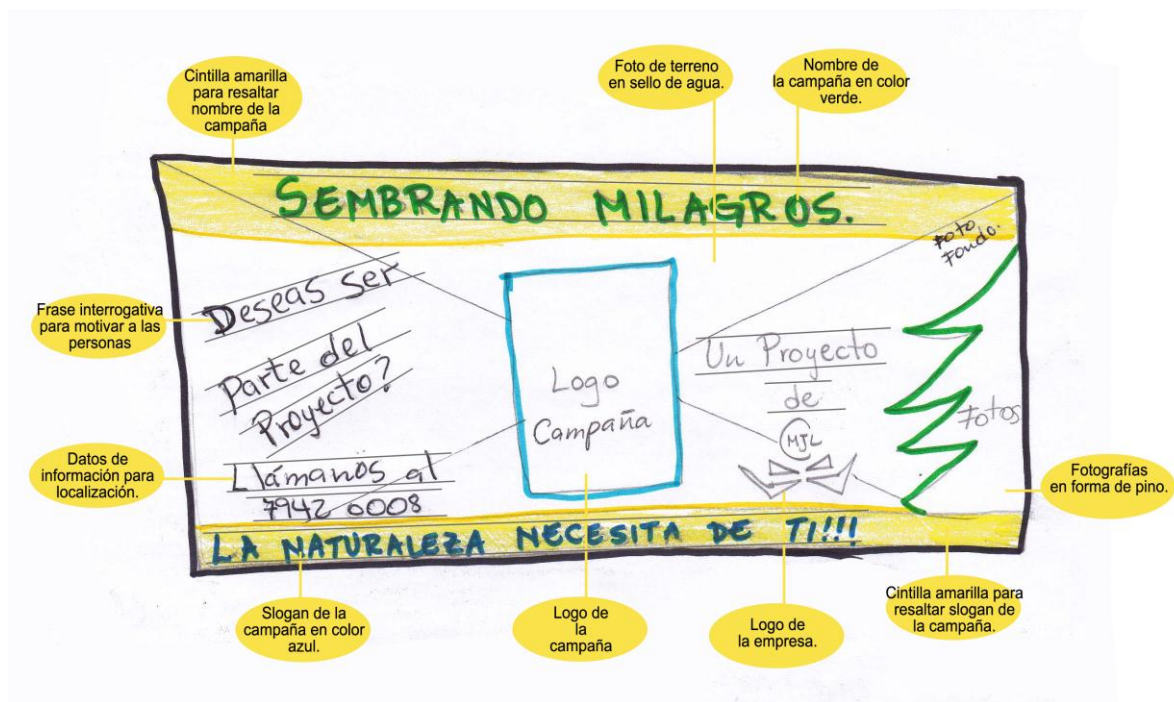 Cintilla amarilla
para resaltar
nombre de la
campaña
Foto de terreno
en sello de agua.
Nombre de
la campaña en color
verde.
SEMBRANDO MILAGROS.
Foto
Fondo.
Frase interrogativa
para motivar a las
personas
Deseas ser
Parte del
Proyecto?
Logo
Campaña
Un Proyecto
de
MJL
Fotos
Datos de
información para
localización.
Llámanos al
7942 0008
Fotografías
en forma de pino.
LA NATURALEZA NECESITA DE TI!!!
Slogan de la
campaña en color
azul.
Logo de
la
campaña
Logo de
la empresa.
Cintilla amarilla para
resaltar slogan de
la campaña.